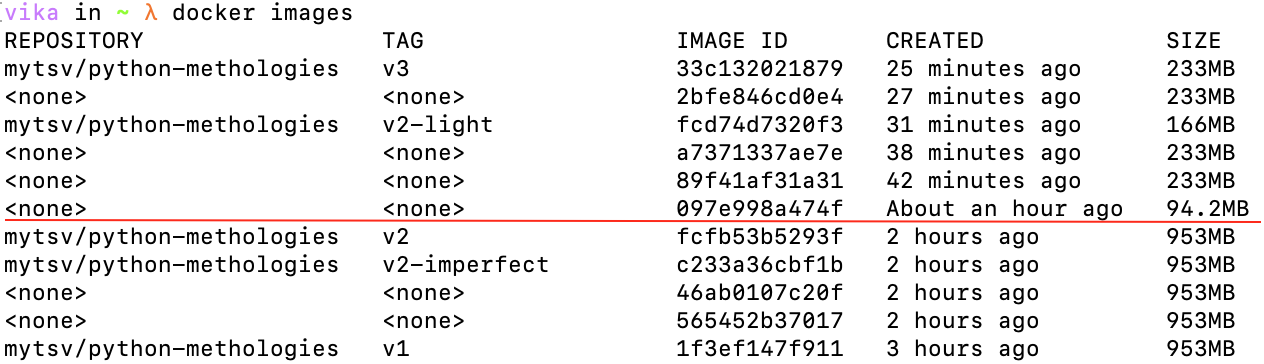 vika in ~ λ docker images
REPOSITORY TAG IMAGE ID CREATED SIZE
mytsv/python-methologies v3 33c132021879 25 minutes ago 233MB
<none> <none> 2bfe846cd0e4 27 minutes ago 233MB
mytsv/python-methologies v2-light fcd74d7320f3 31 minutes ago 166MB
<none> <none> a7371337ae7e 38 minutes ago 233MB
<none> <none> 89f41af31a31 42 minutes ago 233MB
<none> <none> 097e998a474f About an hour ago 94.2MB
mytsv/python-methologies v2 fcfb53b5293f 2 hours ago 953MB
mytsv/python-methologies v2-imperfect c233a36cbf1b 2 hours ago 953MB
<none> <none> 46ab0107c20f 2 hours ago 953MB
<none> <none> 565452b37017 2 hours ago 953MB
mytsv/python-methologies v1 1f3ef147f911 3 hours ago 953MB